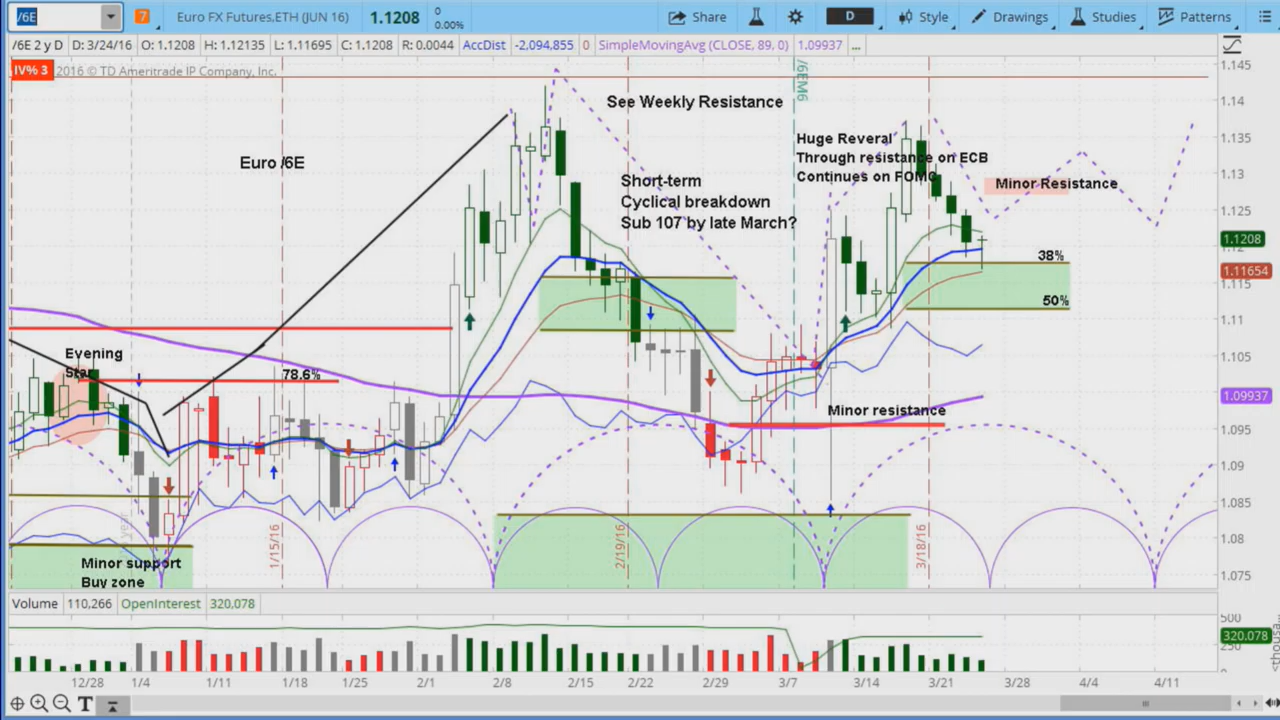 /6E
7
Euro FX Futures,ETH (JUN 16)
1.1208
0
0.00%
Share
D
Style
Drawings
Studies
Patterns
/6E 2 y D
D: 3/24/16
O: 1.1208
H: 1.12135
L: 1.11695
C: 1.1208
R: 0.0044
AccDist
-2,094,855
0
SimpleMovingAvg (CLOSE, 89, 0)
1.09937
...
IV% 3
2016 © TD Ameritrade IP Company, Inc.
/6EM6
1.145
1.14
1.135
1.13
1.125
1.1208
1.12
1.11654
1.115
1.11
1.105
1.09937
1.095
1.09
1.085
1.08
1.075
See Weekly Resistance
Euro /6E
Huge Reveral
Through resistance on ECB
Continues on FOMC
Short-term
Cyclical breakdown
Sub 107 by late March?
Minor Resistance
38%
50%
Evening
Star
78.6%
Minor resistance
1/15/16
2/19/16
3/18/16
Minor support
Buy zone
Volume
110,266
OpenInterest
320,078
500
320,078
250
12/28
1/4
1/11
1/18
1/25
2/1
2/8
2/15
2/22
2/29
3/7
3/14
3/21
3/28
4/4
4/11
T